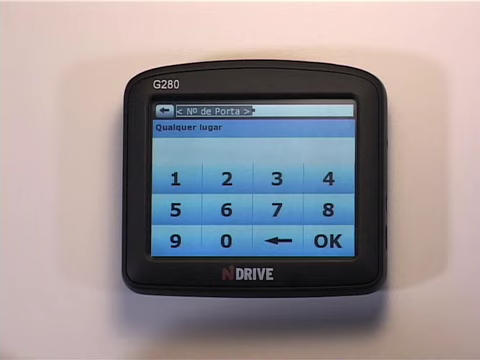 G280
< Nº de Porta >
Qualquer lugar
1 2 3 4
5 6 7 8
9 0 OK
NDRIVE